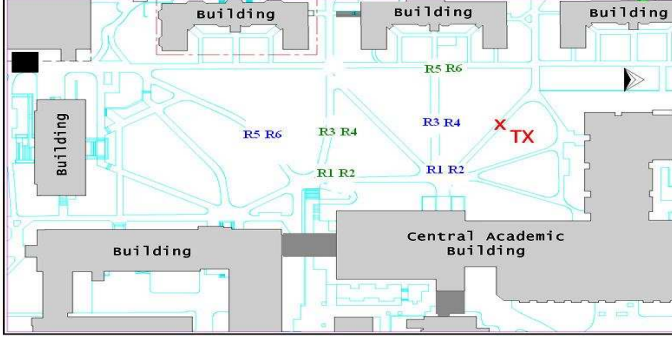 Building
Building
Building
R5 R6
Building
R5 R6
R3 R4
R3 R4
X
TX
R1 R2
R1 R2
Building
Central Academic
Building